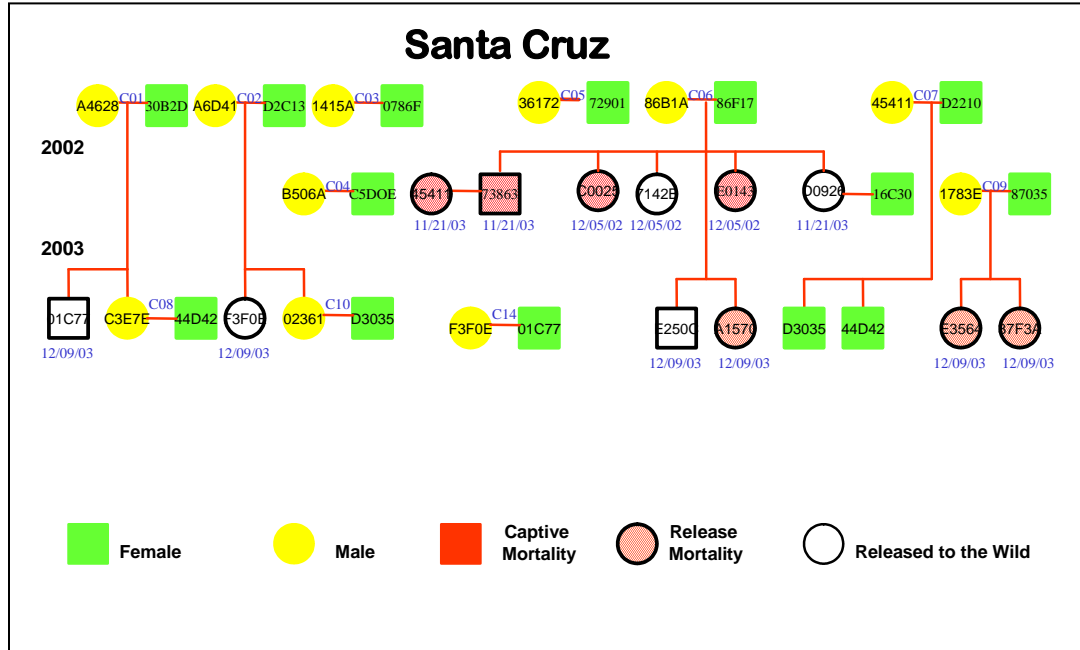 Santa Cruz
A4628 C01 30B2D A6D41 C02 D2C13 1415A C03 0786F 36172 C05 72901 86B1A C06 86F17 45411 C07 D2210
2002
B506A C04 C5DOE 45411 73863 C0025 E0143 D0926 16C30 1783E C09 87035
11/21/03 11/21/03 12/05/02 12/05/02 12/05/02 11/21/03
2003
01C77 C3E7E C08 44D42 F3F0E 02361 C10 D3035 F3F0E C14 01C77 E250C A1570 D3035 44D42 E3564
12/09/03 12/09/03 12/09/03 12/09/03 12/09/03 12/09/03
Female
Male
Captive
Mortality
Release
Mortality
Released to the Wild